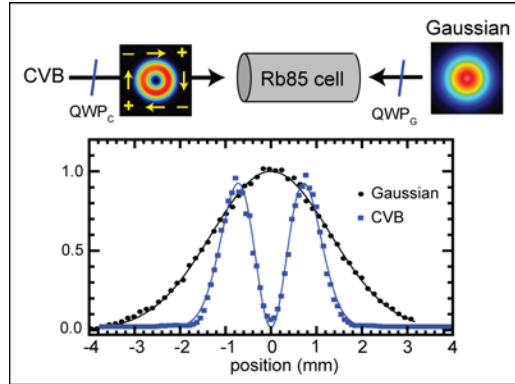 Gaussian
− → +
CVB
↑ ↓
Rb85 cell
+ ← −
QWPC
QWPG
1.0
Gaussian
CVB
0.5
0.0
-4 -3 -2 -1 0 1 2 3 4
position (mm)